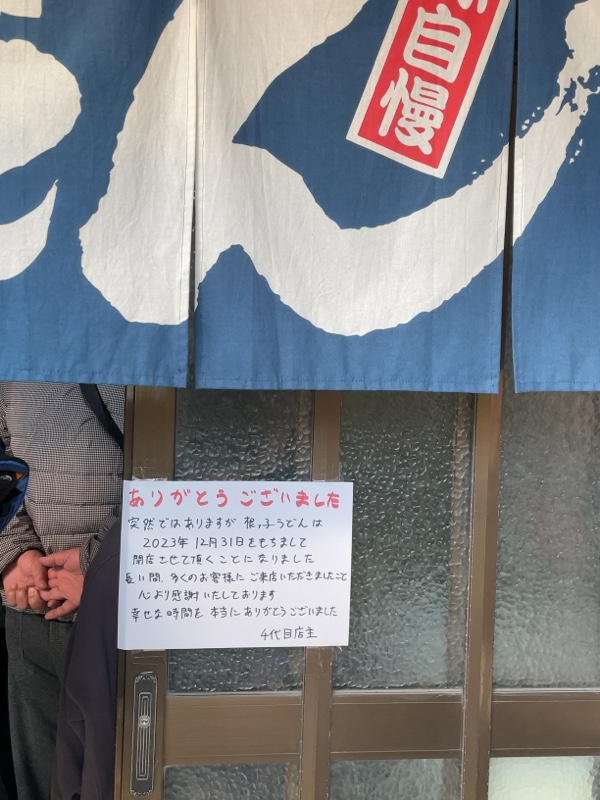 自慢
ん
ありがとうございました
突然ではありますが 根っ子うどんは
2023年 12月31日をもちまして
閉店させて頂くことになりました
長い間、多くのお客様に ご来店いただきましたこと
心より感謝いたしております
幸せな時間を 本当にありがとうございました
4代目店主